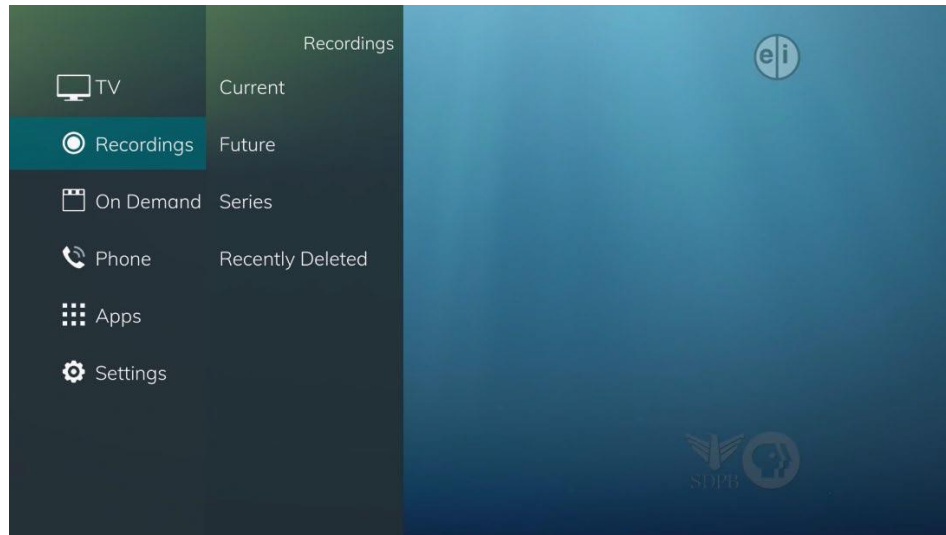 Recordings
TV
Current
Recordings
Future
On Demand
Series
Phone
Recently Deleted
Apps
Settings
e|i
SDPB